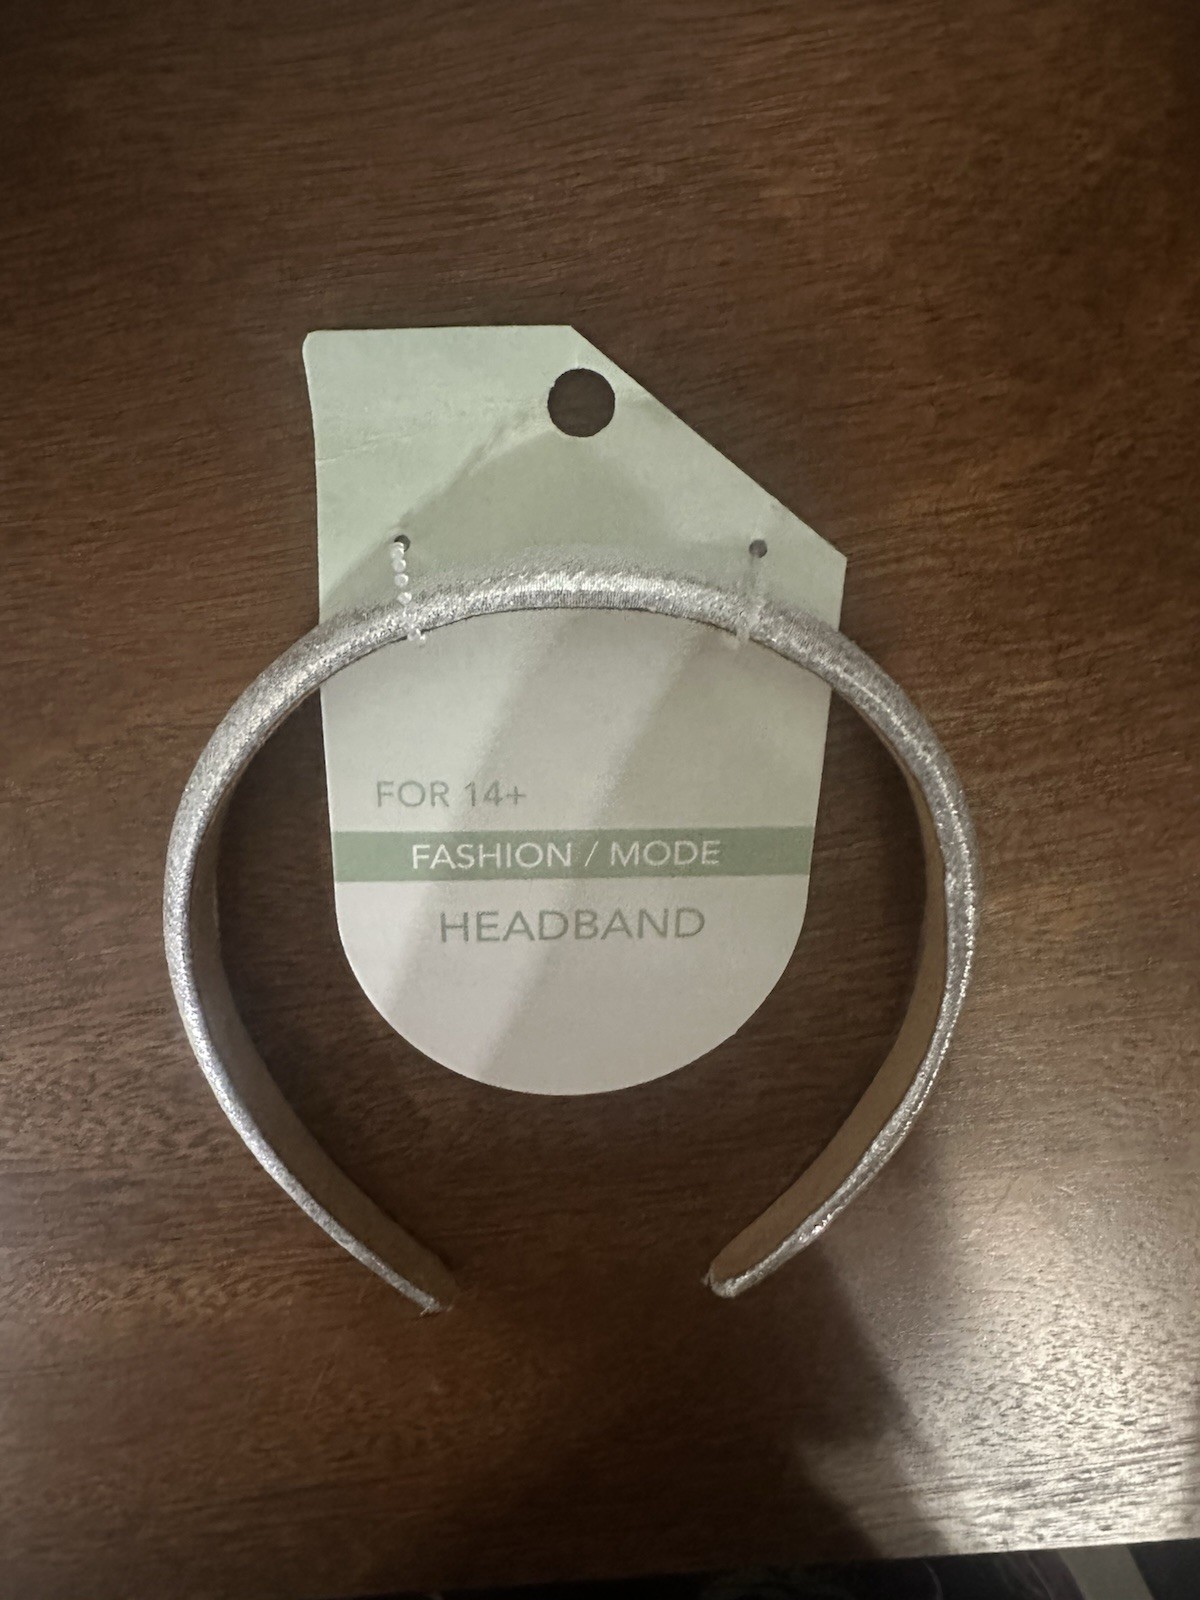 FOR 14+
FASHION / MODE
HEADBAND